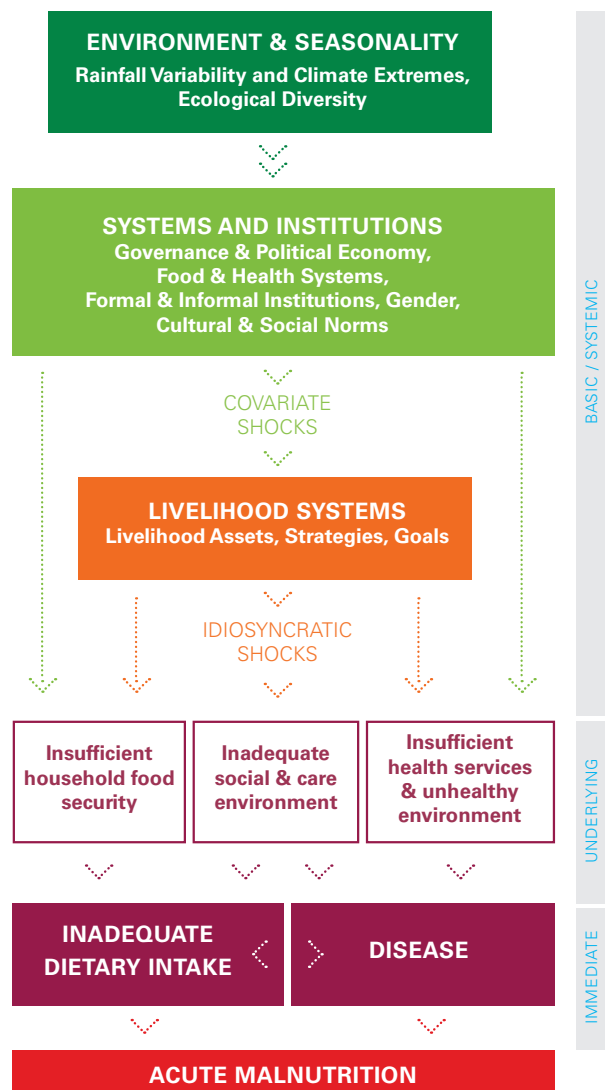 ENVIRONMENT & SEASONALITY
Rainfall Variability and Climate Extremes,
Ecological Diversity
SYSTEMS AND INSTITUTIONS
Governance & Political Economy,
Food & Health Systems,
Formal & Informal Institutions, Gender,
Cultural & Social Norms
COVARIATE
SHOCKS
LIVELIHOOD SYSTEMS
Livelihood Assets, Strategies, Goals
IDIOSYNCRATIC
SHOCKS
BASIC / SYSTEMIC
Insufficient
household food
security
Inadequate
social & care
environment
Insufficient
health services
& unhealthy
environment
UNDERLYING
INADEQUATE
DIETARY INTAKE
DISEASE
IMMEDIATE
ACUTE MALNUTRITION